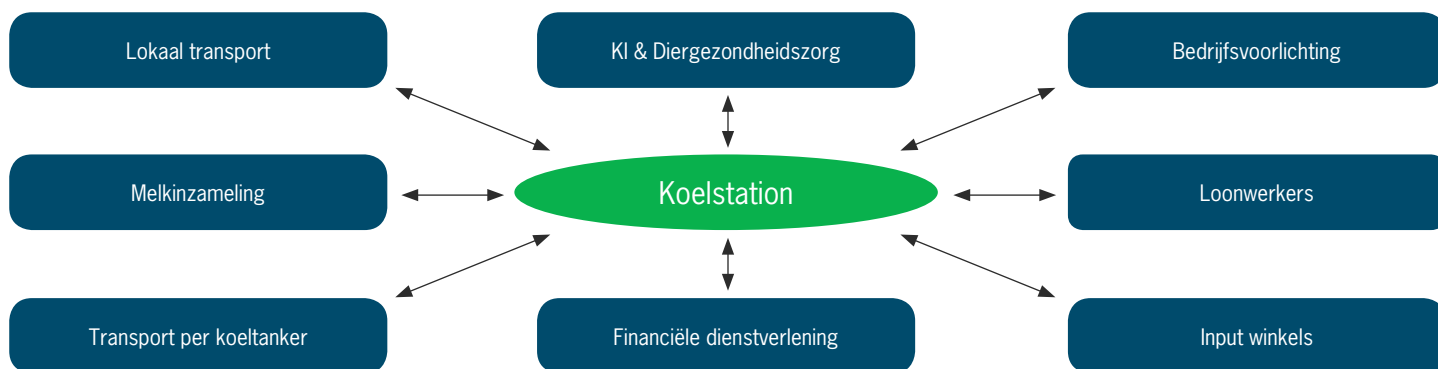 Lokaal transport
KI & Diergezondheidszorg
Bedrijfsvoorlichting
Melkinzameling
Koelstation
Loonwerkers
Transport per koeltanker
Financiële dienstverlening
Input winkels